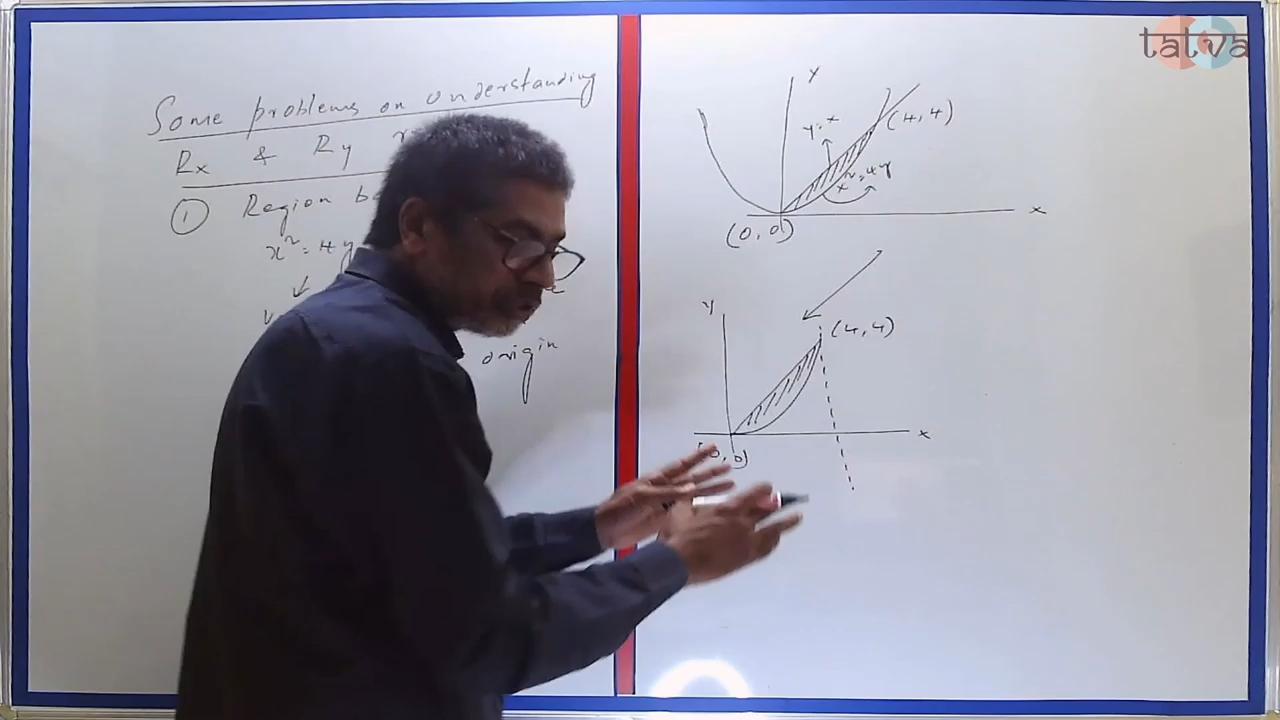 Some problems on Understanding
Rx & Ry
① Region
x² = 4y
origin
tatva
y
(4,4)
y=x
x²=4y
x
(0,0)
y
(4,4)
x
(0,0)